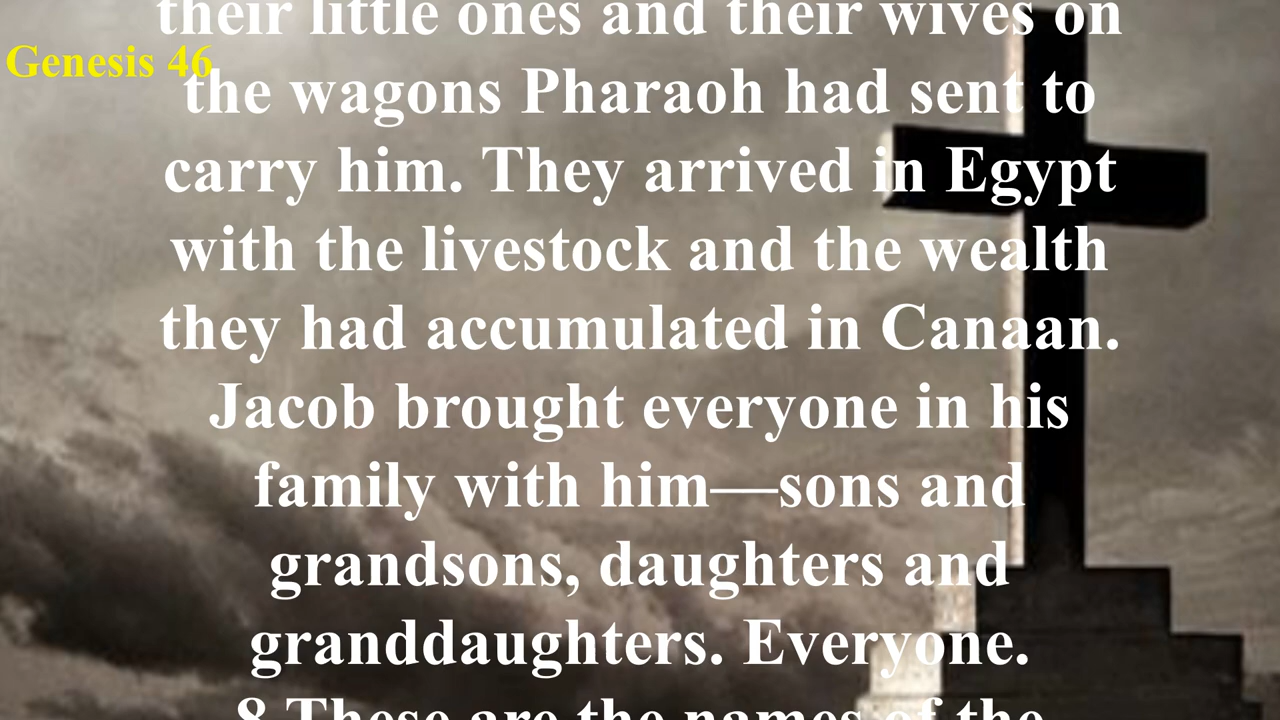 their little ones and their wives on
Genesis 46
the wagons Pharaoh had sent to
carry him. They arrived in Egypt
with the livestock and the wealth
they had accumulated in Canaan.
Jacob brought everyone in his
family with him—sons and
grandsons, daughters and
granddaughters. Everyone.
8 These are the names of the